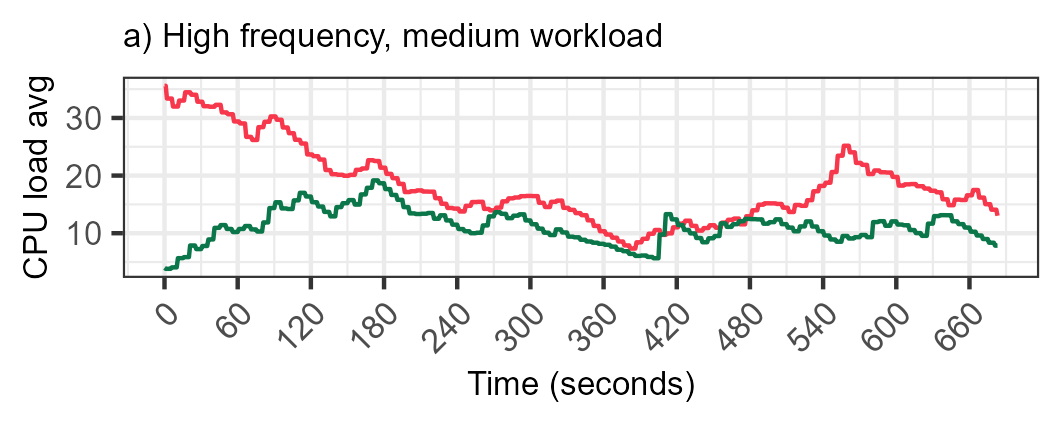 a) High frequency, medium workload
CPU load avg
30
20
10
0 60 120 180 240 300 360 420 480 540 600 660
Time (seconds)